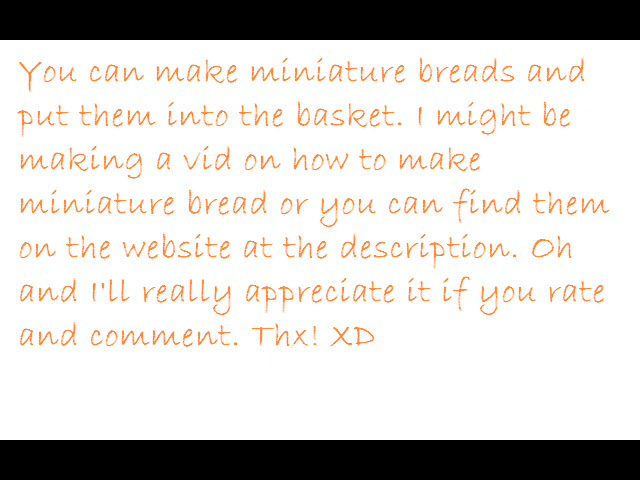 You can make miniature breads and
put them into the basket. I might be
making a vid on how to make
miniature bread or you can find them
on the website at the description. Oh
and I'll really appreciate it if you rate
and comment. Thx! XD